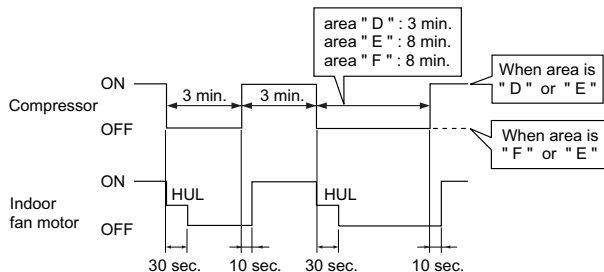 area " D " : 3 min.
area " E " : 8 min.
area " F " : 8 min.
ON
3 min.
3 min.
When area is
" D " or " E "
Compressor
OFF
When area is
" F " or " E "
ON
HUL
HUL
Indoor
fan motor
OFF
30 sec.
10 sec.
30 sec.
10 sec.